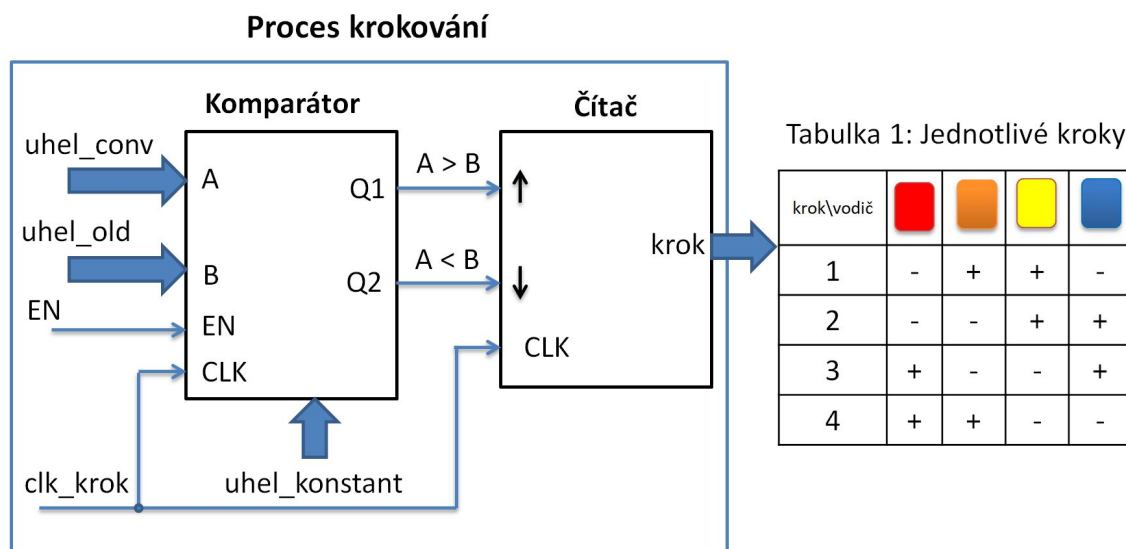 Proces krokování
Komparátor
Čítač
uhel_conv
A
Q1
A > B
uhel_old
B
Q2
A < B
EN
EN
CLK
CLK
clk_krok
uhel_konstant
krok
Tabulka 1: Jednotlivé kroky
krok\vodič
1 - + + -
2 - - + +
3 + - - +
4 + + - -